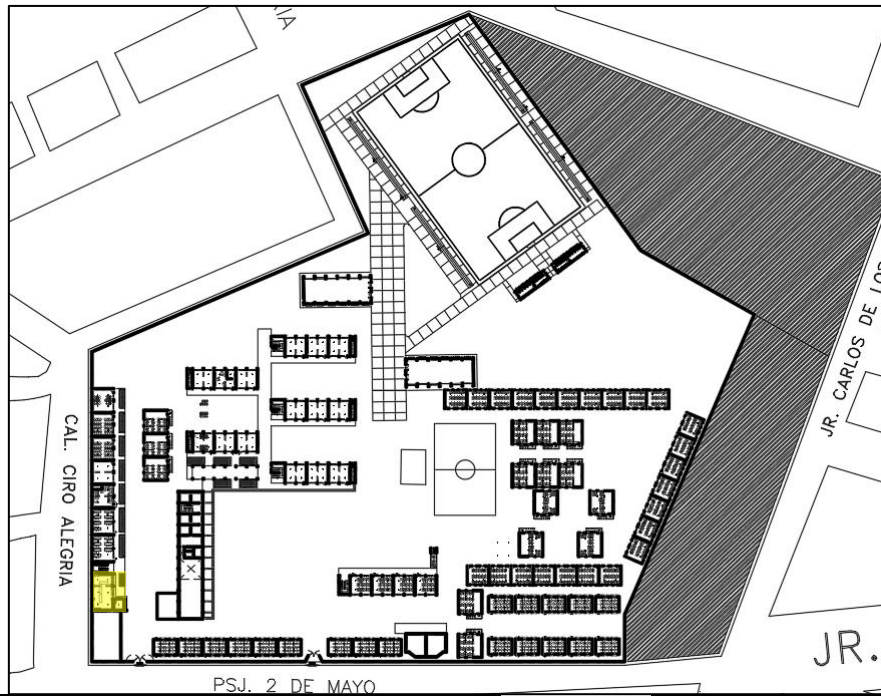 CAL. CIRO ALEGRIA
JR. CARLOS DE LOS
JR.
PSJ. 2 DE MAYO